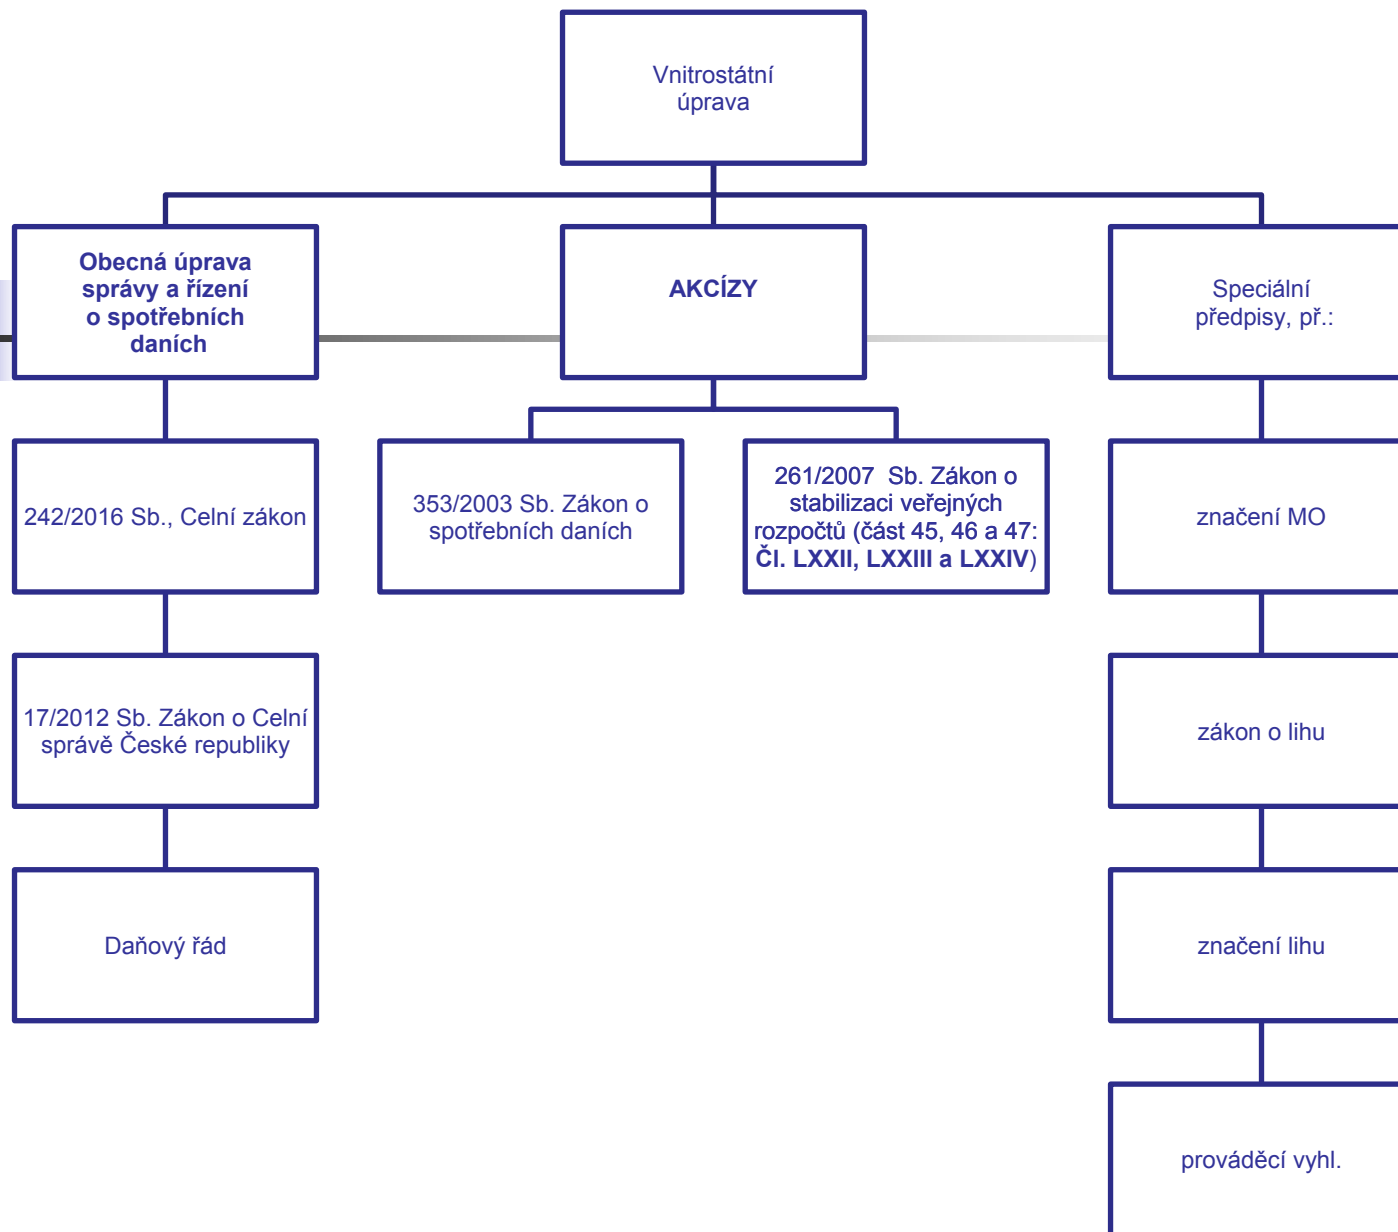 Vnitrostátní
úprava
Obecná úprava
správy a řízení
o spotřebních
daních
AKCÍZY
Speciální
předpisy, př.:
242/2016 Sb., Celní zákon
353/2003 Sb. Zákon o
spotřebních daních
261/2007  Sb. Zákon o
stabilizaci veřejných
rozpočtů (část 45, 46 a 47:
Čl. LXXII, LXXIII a LXXIV)
značení MO
17/2012 Sb. Zákon o Celní
správě České republiky
zákon o lihu
Daňový řád
značení lihu
prováděcí vyhl.